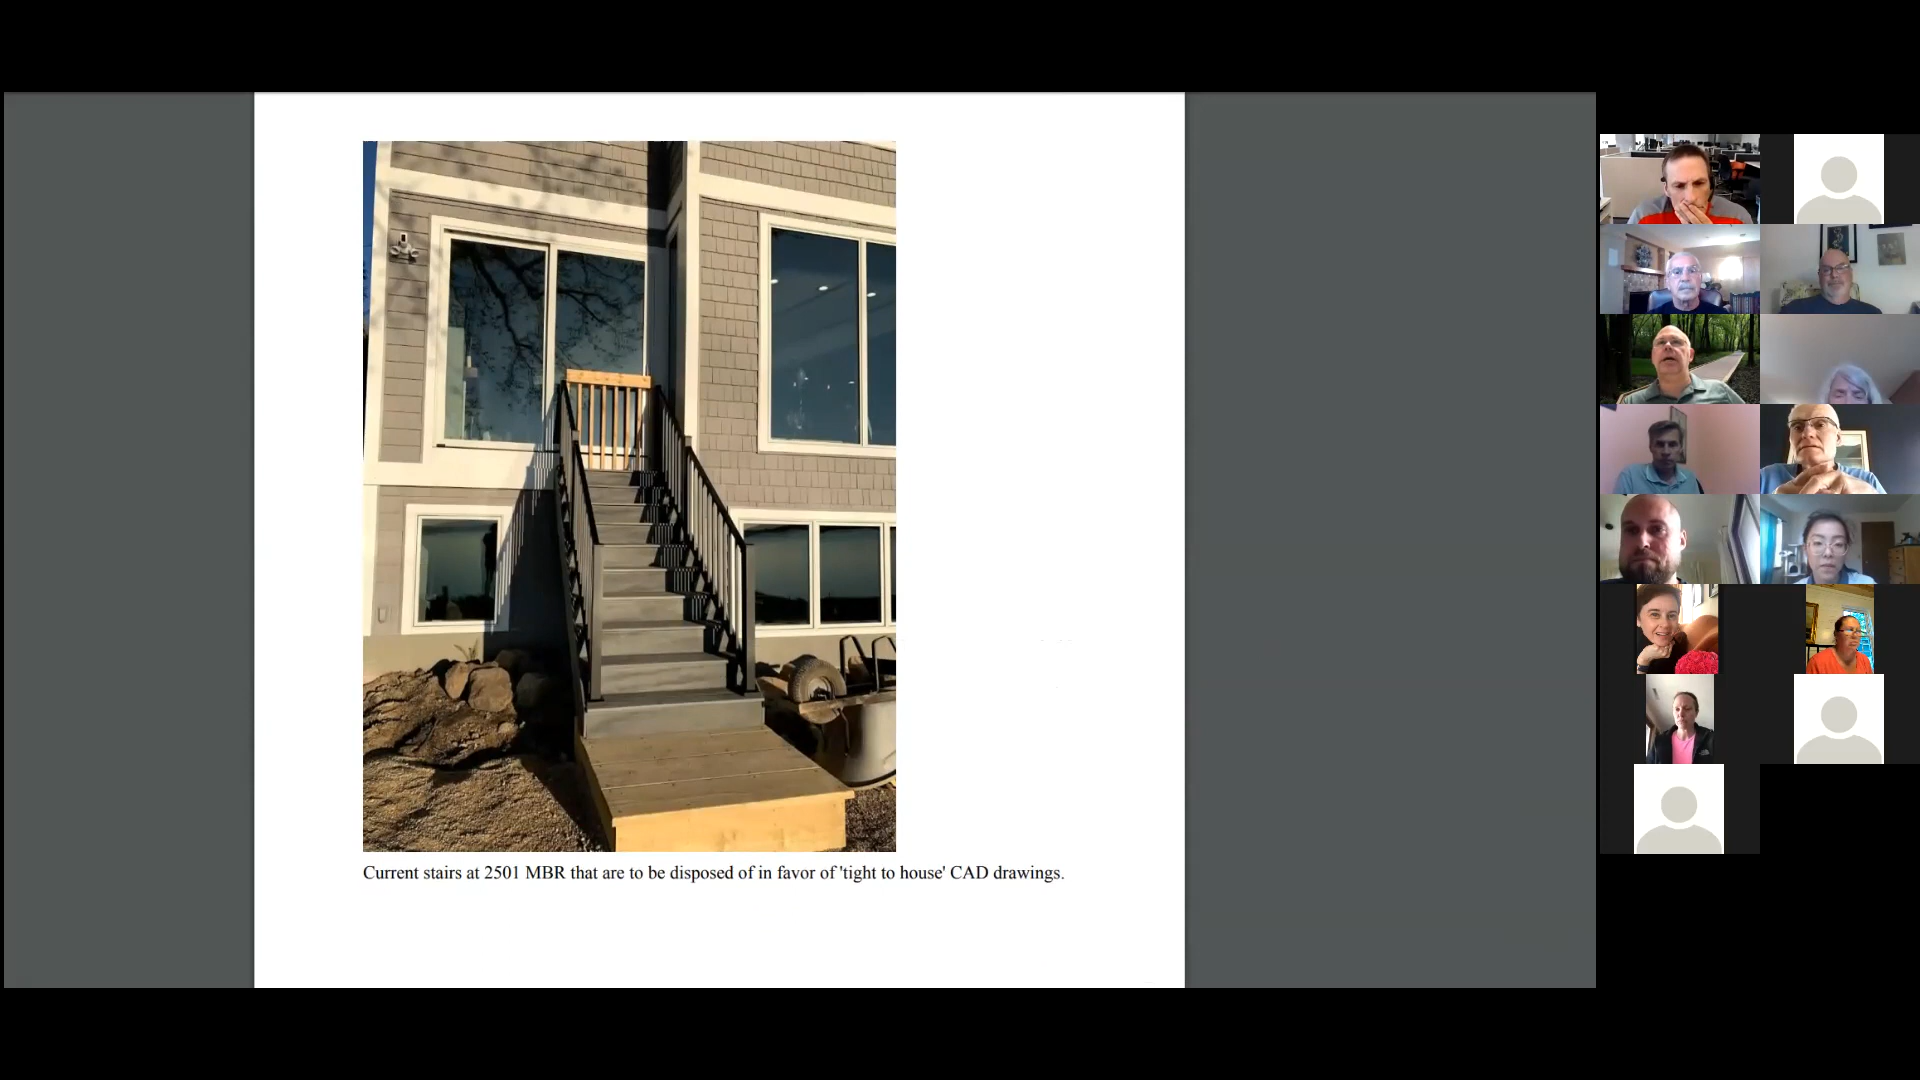 Current stairs at 2501 MBR that are to be disposed of in favor of 'tight to house' CAD drawings.